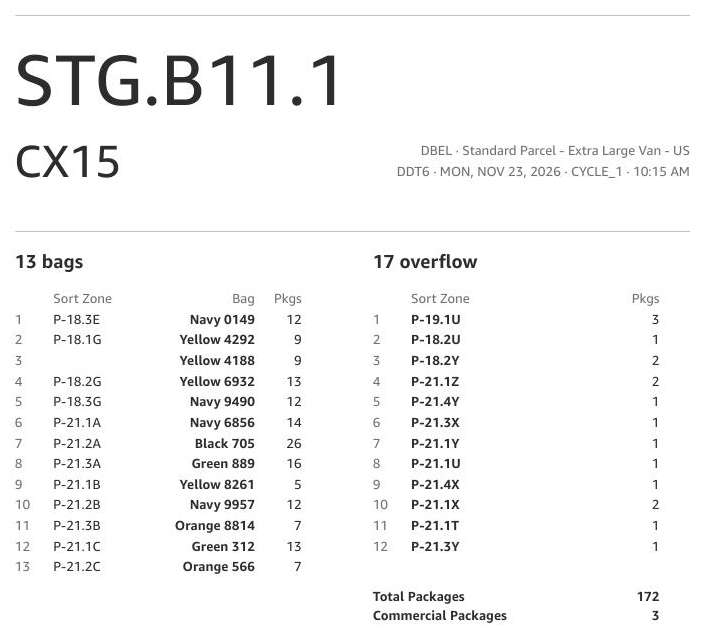 STG.B11.1
CX15
DBEL · Standard Parcel - Extra Large Van - US
DDT6 · MON, NOV 23, 2026 · CYCLE_1 · 10:15 AM
13 bags
Sort Zone Bag Pkgs
1 P-18.3E Navy 0149 12
2 P-18.1G Yellow 4292 9
3 Yellow 4188 9
4 P-18.2G Yellow 6932 13
5 P-18.3G Navy 9490 12
6 P-21.1A Navy 6856 14
7 P-21.2A Black 705 26
8 P-21.3A Green 889 16
9 P-21.1B Yellow 8261 5
10 P-21.2B Navy 9957 12
11 P-21.3B Orange 8814 7
12 P-21.1C Green 312 13
13 P-21.2C Orange 566 7
17 overflow
Sort Zone Pkgs
1 P-19.1U 3
2 P-18.2U 1
3 P-18.2Y 2
4 P-21.1Z 2
5 P-21.4Y 1
6 P-21.3X 1
7 P-21.1Y 1
8 P-21.1U 1
9 P-21.4X 1
10 P-21.1X 2
11 P-21.1T 1
12 P-21.3Y 1
Total Packages 172
Commercial Packages 3